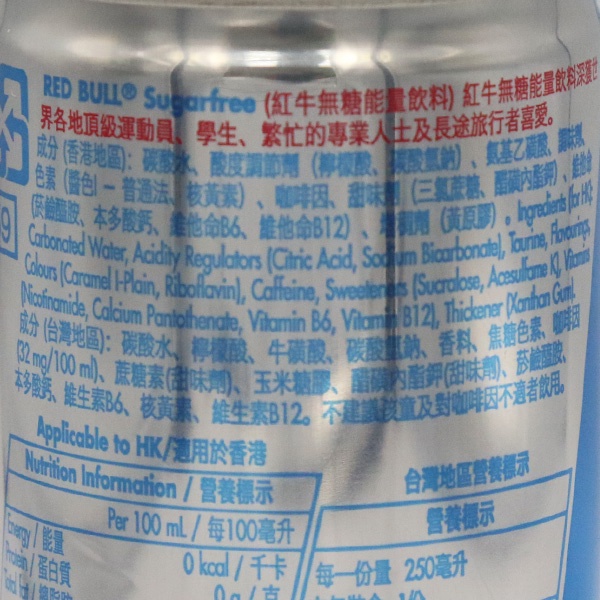 RED BULL® Sugarfree (紅牛無糖能量飲料) 紅牛無糖能量飲料深獲世
界各地頂級運動員、學生、繁忙的專業人士及長途旅行者喜愛。
成分 (香港地區): 碳酸水、酸度調節劑 (檸檬酸、碳酸氫鈉)、氨基乙磺酸、調味劑、
色素 (醬色) – 普通法、核黃素)、咖啡因、甜味劑 (三氯蔗糖、醋磺內酯鉀)、維他命
(菸鹼醯胺、本多酸鈣、維他命B6、維他命B12)、增稠劑 (黃原膠)。Ingredients (for HK):
Carbonated Water, Acidity Regulators (Citric Acid, Sodium Bicarbonate), Taurine, Flavourings,
Colours (Caramel I-Plain, Riboflavin), Caffeine, Sweeteners (Sucralose, Acesulfame K), Vitamins
(Nicotinamide, Calcium Pantothenate, Vitamin B6, Vitamin B12), Thickener (Xanthan Gum).
成分 (台灣地區): 碳酸水、檸檬酸、牛磺酸、碳酸氫鈉、香料、焦糖色素、咖啡因
(32 mg/100 ml)、蔗糖素(甜味劑)、玉米糖膠、醋磺內酯鉀(甜味劑)、菸鹼醯胺、
本多酸鈣、維生素B6、核黃素、維生素B12。不建議孩童及對咖啡因不適者飲用。
Applicable to HK/適用於香港
Nutrition Information / 營養標示
Per 100 mL / 每100毫升
Energy / 能量 0 kcal / 千卡
Protein / 蛋白質 0 g / 克
台灣地區營養標示
營養標示
每一份量 250毫升